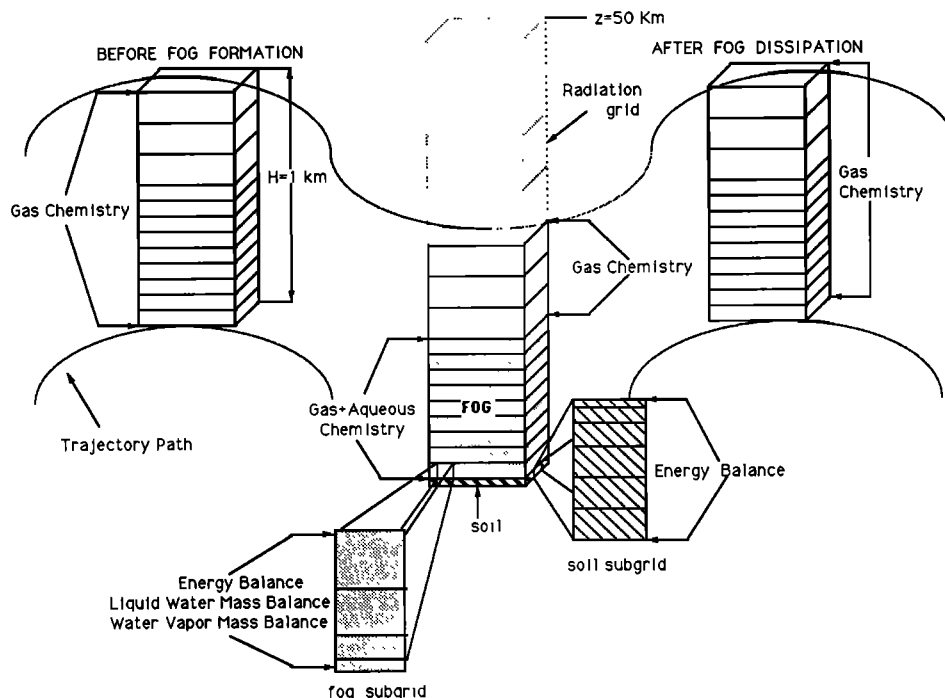 z=50 Km
BEFORE FOG FORMATION
AFTER FOG DISSIPATION
Radiation
grid
H=1 km
Gas Chemistry
Gas
Chemistry
Gas Chemistry
Gas+Aqueous
Chemistry
FOG
Trajectory Path
Energy Balance
soil
soil subgrid
Energy Balance
Liquid Water Mass Balance
Water Vapor Mass Balance
fog subgrid